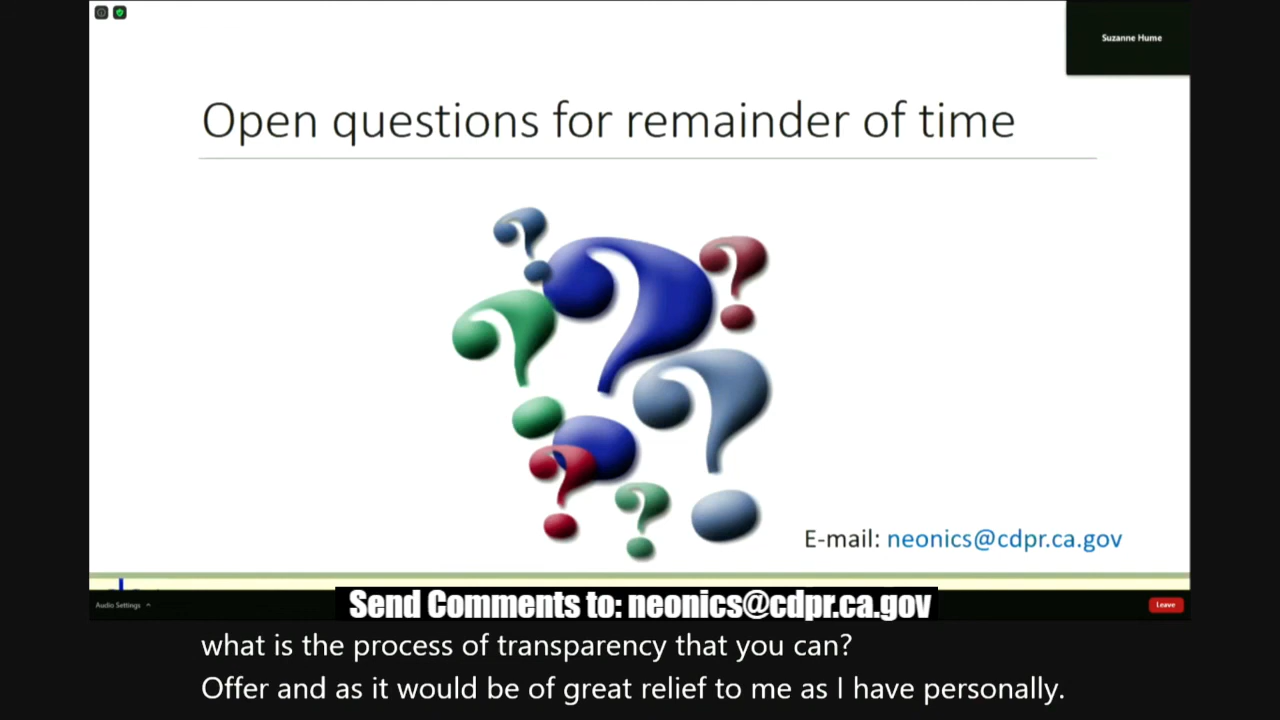 Suzanne Hume
Open questions for remainder of time
E-mail: neonics@cdpr.ca.gov
Audio Settings
Leave
Send Comments to: neonics@cdpr.ca.gov
what is the process of transparency that you can?
Offer and as it would be of great relief to me as I have personally.